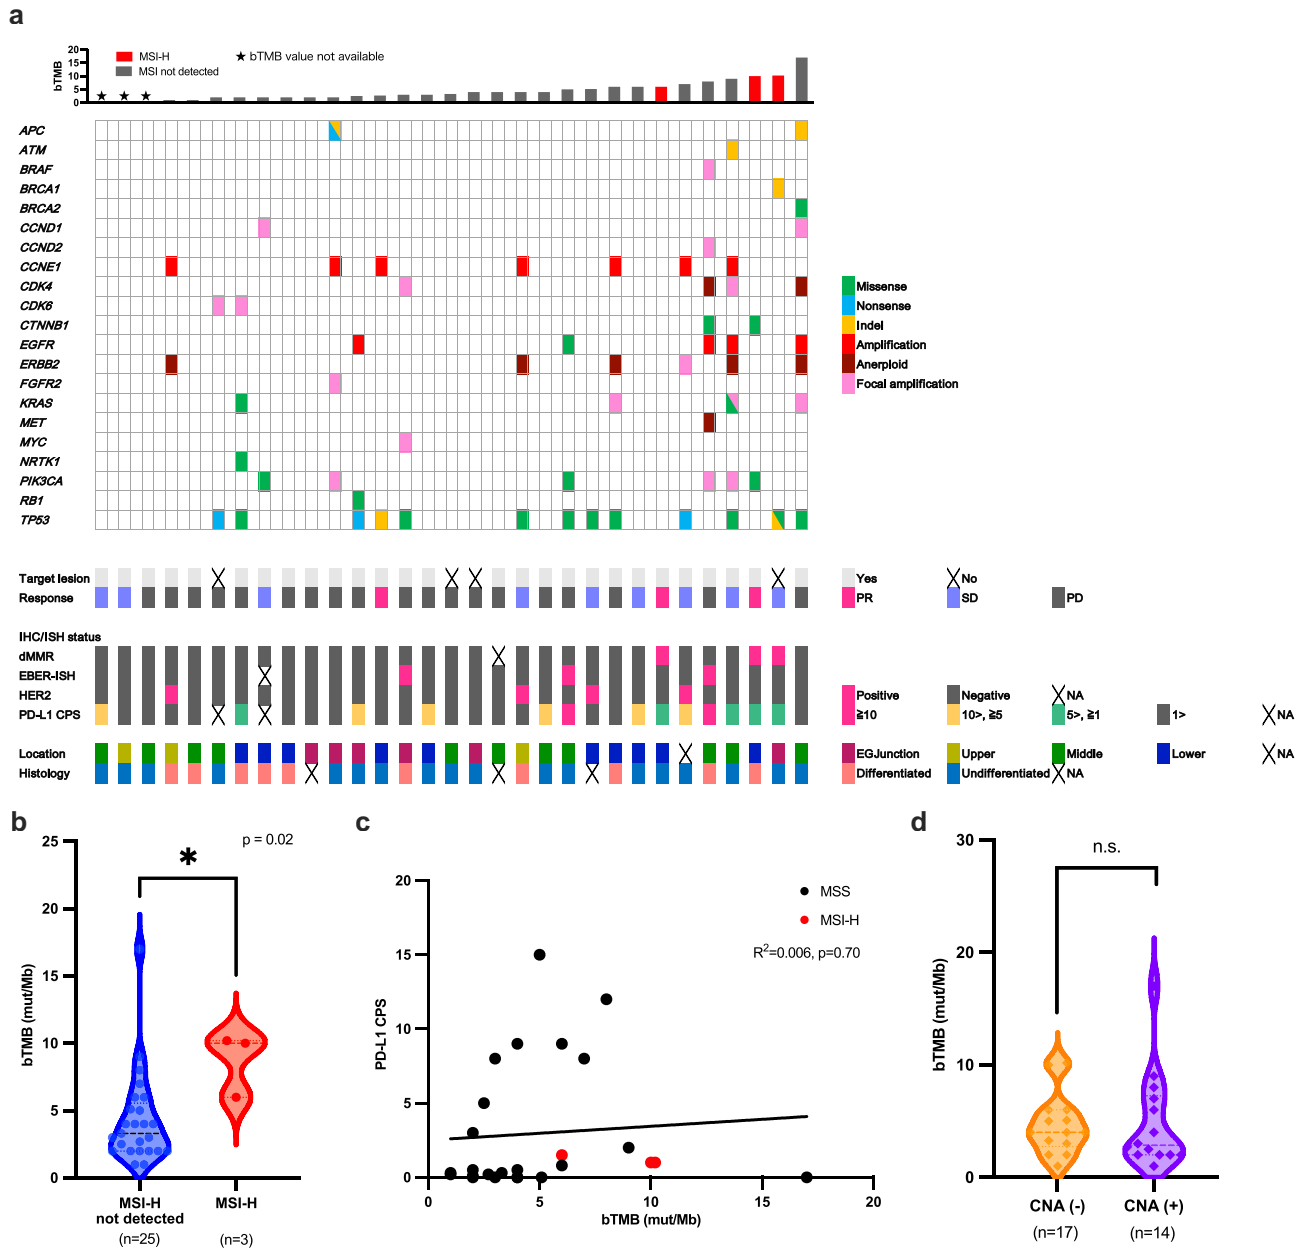 a
20
15
10
5
0
bTMB
MSI-H
★ bTMB value not available
MSI not detected
★ ★ ★
APC
ATM
BRAF
BRCA1
BRCA2
CCND1
CCND2
CCNE1
CDK4
CDK6
CTNNB1
EGFR
ERBB2
FGFR2
KRAS
MET
MYC
NRTK1
PIK3CA
RB1
TP53
Missense
Nonsense
Indel
Amplification
Anerploid
Focal amplification
Target lesion
Yes No
Response
PR SD PD
IHC/ISH status
dMMR
EBER-ISH
HER2
Positive Negative NA
PD-L1 CPS
≧10 10>, ≧5 5>, ≧1 1> NA
Location
EGJunction Upper Middle Lower NA
Histology
Differentiated Undifferentiated NA
b
p = 0.02
*
25
20
15
10
5
0
bTMB (mut/Mb)
MSI-H
not detected
(n=25)
MSI-H
(n=3)
c
20
15
10
5
0
PD-L1 CPS
MSS
MSI-H
R²=0.006, p=0.70
0 5 10 15 20
bTMB (mut/Mb)
d
n.s.
30
20
10
0
bTMB (mut/Mb)
CNA (-) CNA (+)
(n=17) (n=14)